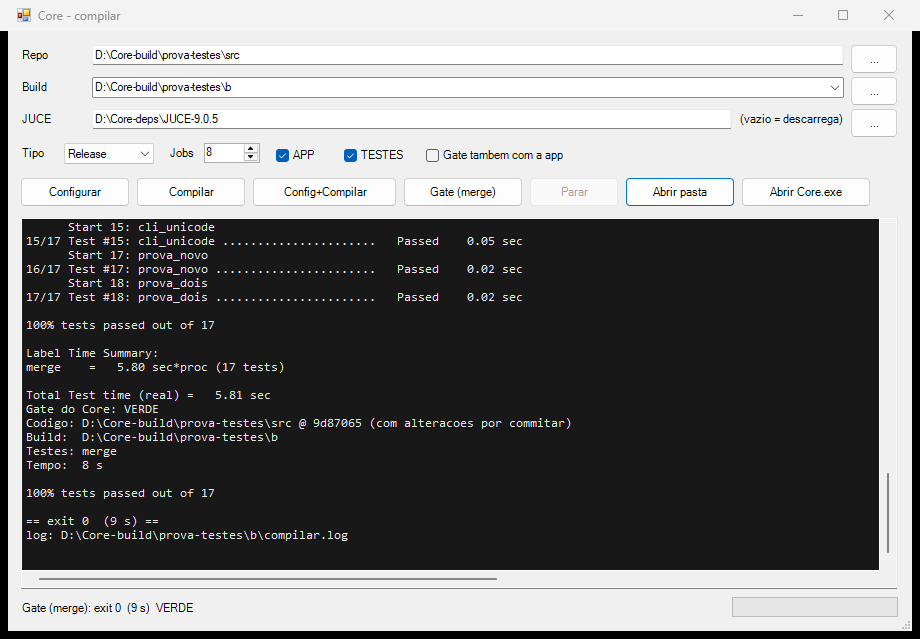 Core - compilar
Repo D:\Core-build\prova-testes\src ...
Build D:\Core-build\prova-testes\b ...
JUCE D:\Core-deps\JUCE-9.0.5 (vazio = descarrega) ...
Tipo Release Jobs 8 APP TESTES Gate tambem com a app
Configurar Compilar Config+Compilar Gate (merge) Parar Abrir pasta Abrir Core.exe
Start 15: cli_unicode
15/17 Test #15: cli_unicode ...................... Passed 0.05 sec
Start 17: prova_novo
16/17 Test #17: prova_novo ....................... Passed 0.02 sec
Start 18: prova_dois
17/17 Test #18: prova_dois ....................... Passed 0.02 sec
100% tests passed out of 17
Label Time Summary:
merge = 5.80 sec*proc (17 tests)
Total Test time (real) = 5.81 sec
Gate do Core: VERDE
Codigo: D:\Core-build\prova-testes\src @ 9d87065 (com alteracoes por commitar)
Build: D:\Core-build\prova-testes\b
Testes: merge
Tempo: 8 s
100% tests passed out of 17
== exit 0 (9 s) ==
log: D:\Core-build\prova-testes\b\compilar.log
Gate (merge): exit 0 (9 s) VERDE